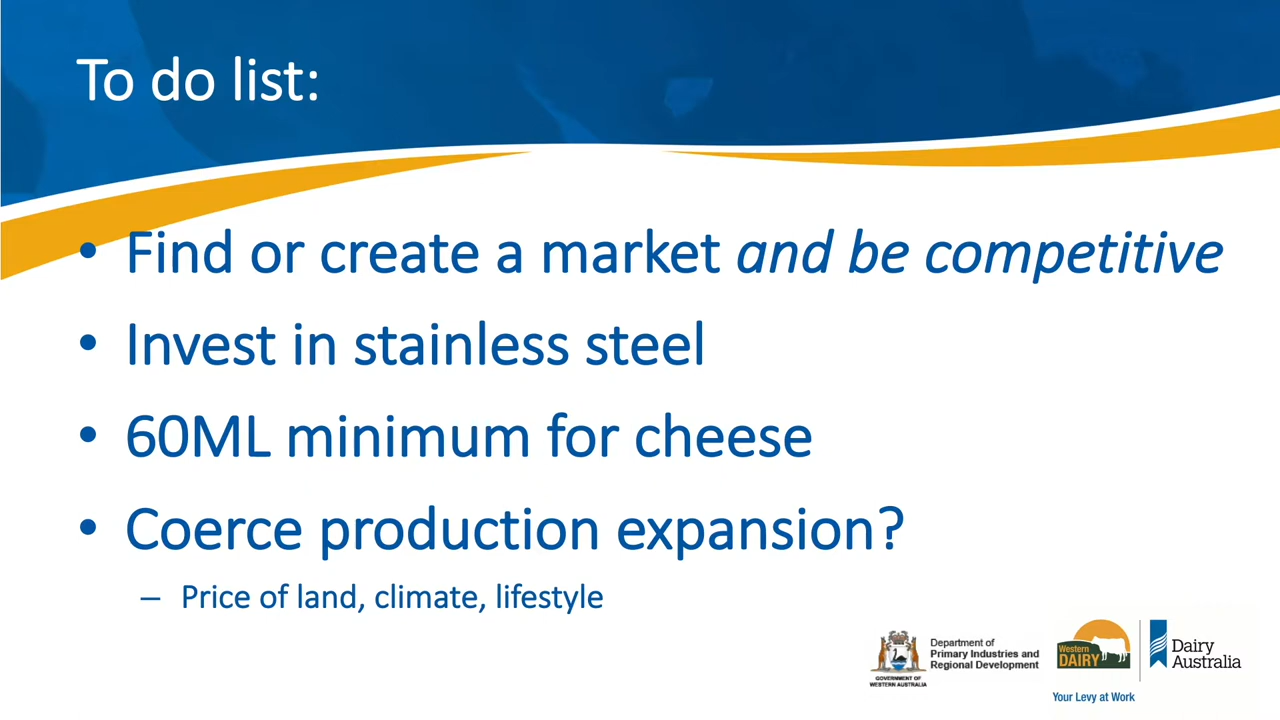 To do list:
• Find or create a market and be competitive
• Invest in stainless steel
• 60ML minimum for cheese
• Coerce production expansion?
– Price of land, climate, lifestyle
Department of
Primary Industries and
Regional Development
GOVERNMENT OF
WESTERN AUSTRALIA
Western
DAIRY
Dairy
Australia
Your Levy at Work